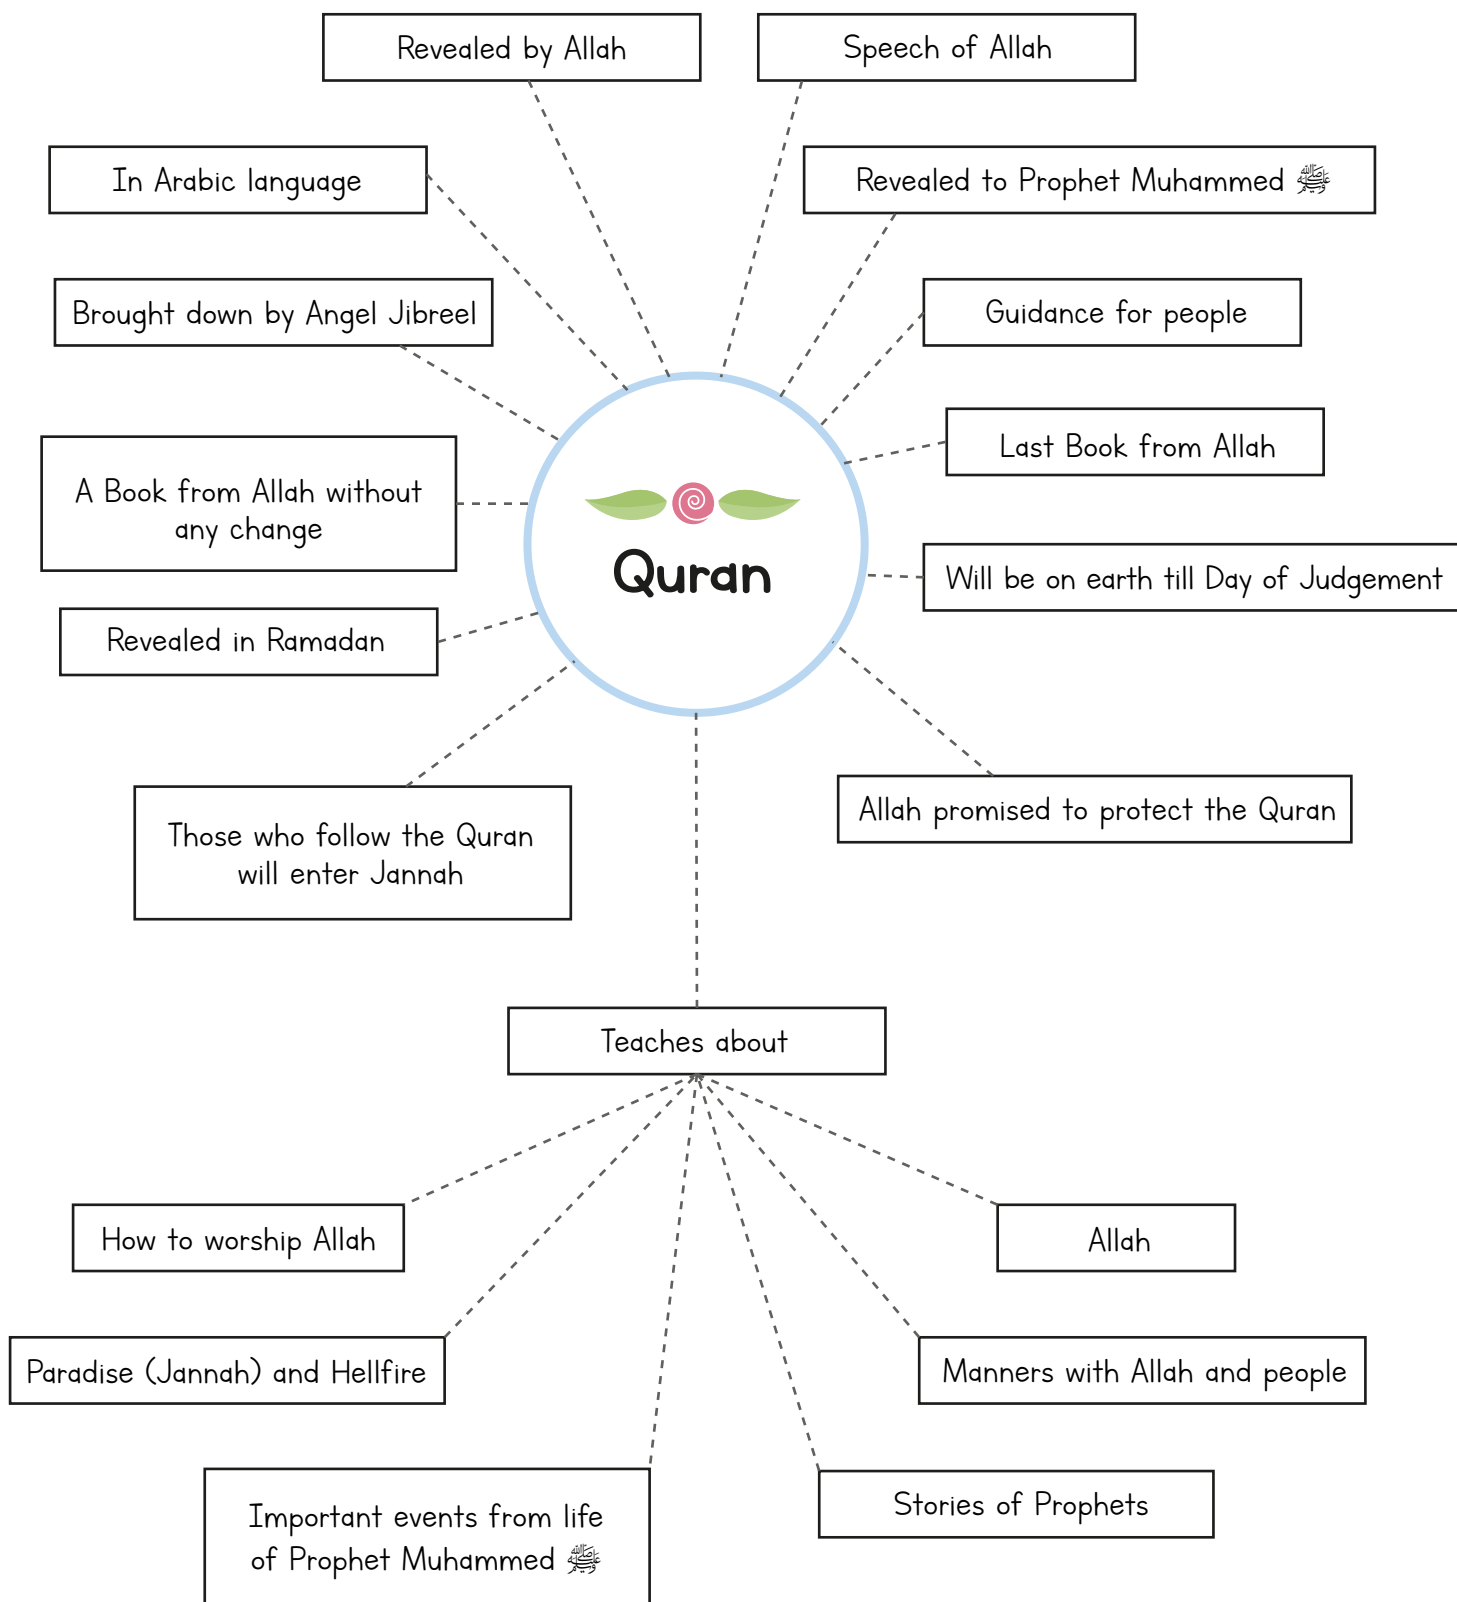 Revealed by Allah
Speech of Allah
In Arabic language
Revealed to Prophet Muhammed ﷺ
Brought down by Angel Jibreel
Guidance for people
Last Book from Allah
A Book from Allah without
any change
Quran
Will be on earth till Day of Judgement
Revealed in Ramadan
Allah promised to protect the Quran
Those who follow the Quran
will enter Jannah
Teaches about
How to worship Allah
Allah
Paradise (Jannah) and Hellfire
Manners with Allah and people
Important events from life
of Prophet Muhammed ﷺ
Stories of Prophets